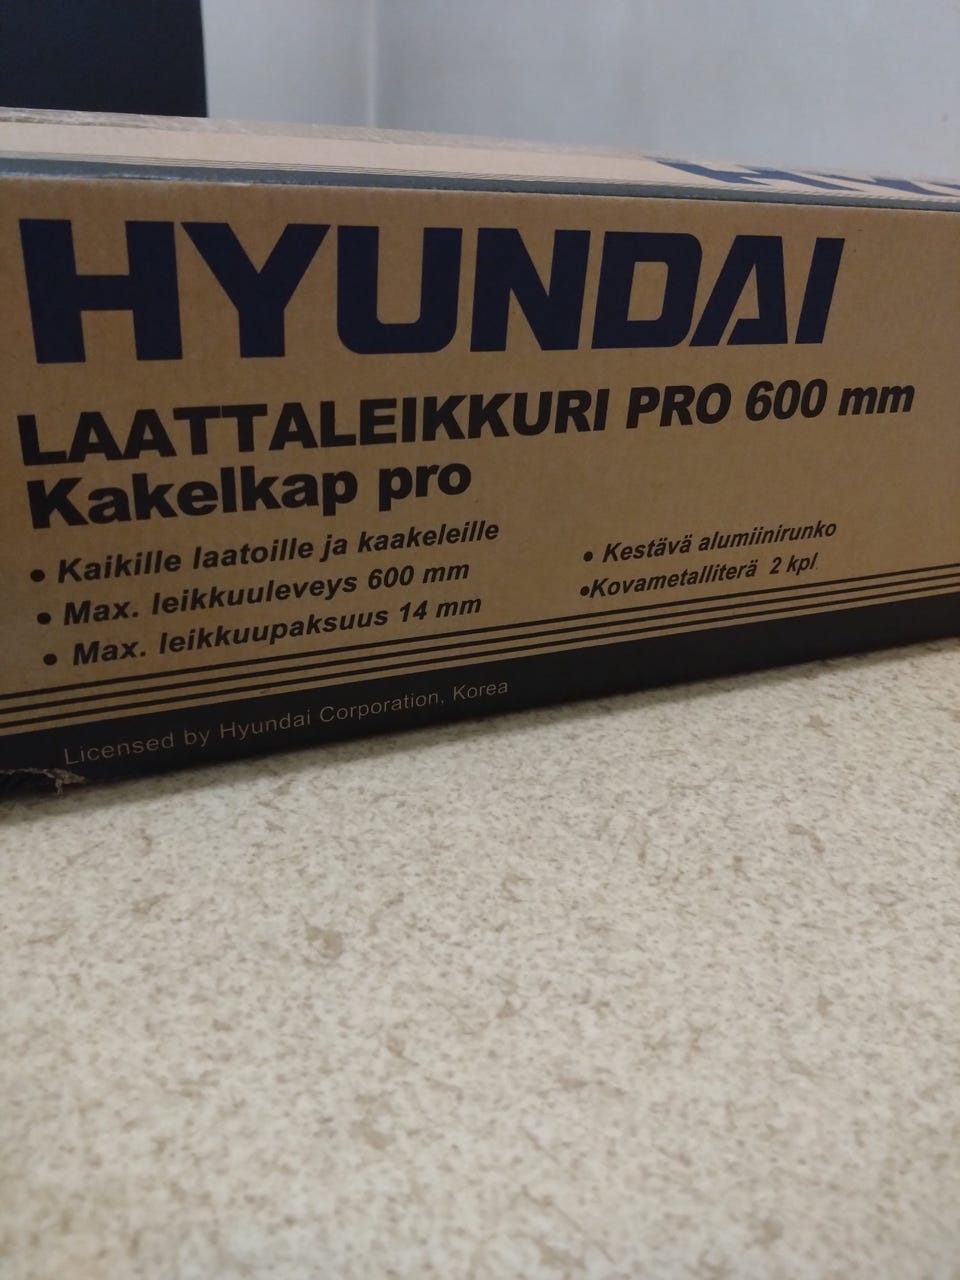 HYUNDAI
LAATTALEIKKURI PRO 600 mm
Kakelkap pro
• Kaikille laatoille ja kaakeleille
• Max. leikkuuleveys 600 mm
• Max. leikkuupaksuus 14 mm
• Kestävä alumiinirunko
•Kovametalliterä 2 kpl
Licensed by Hyundai Corporation, Korea